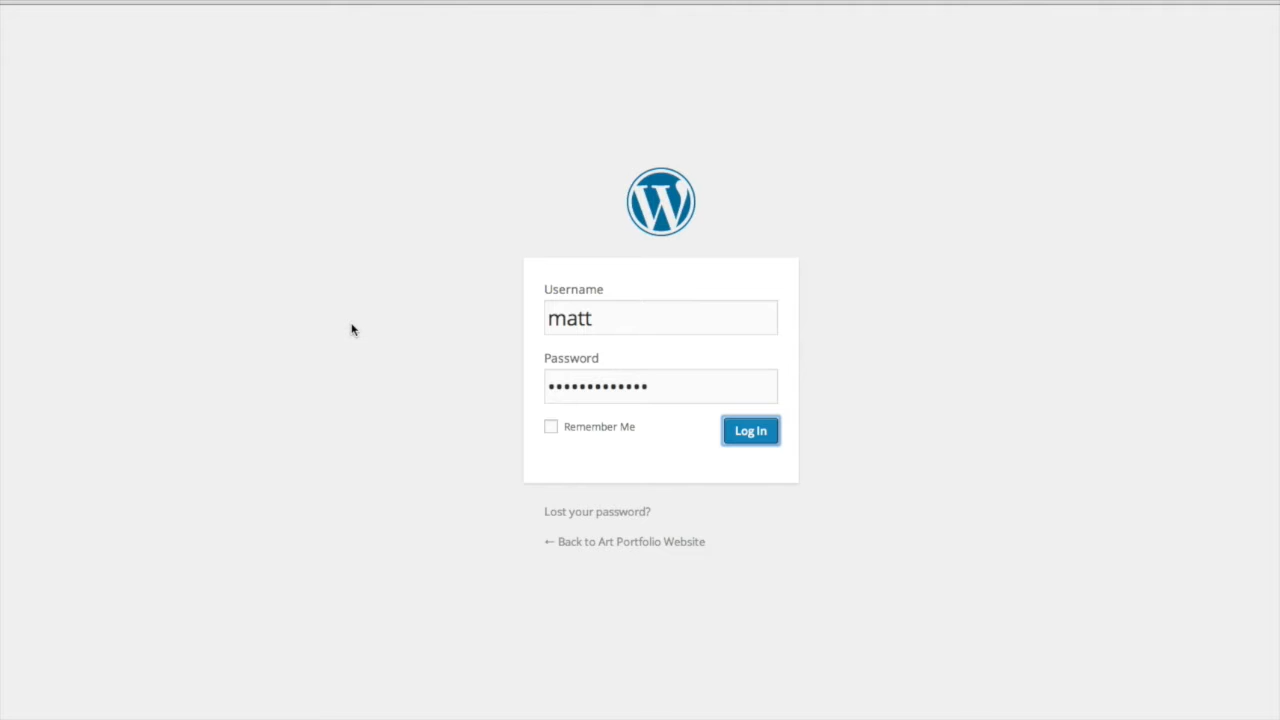 W
Username
matt
Password
•••••••••••••
Remember Me
Log In
Lost your password?
← Back to Art Portfolio Website